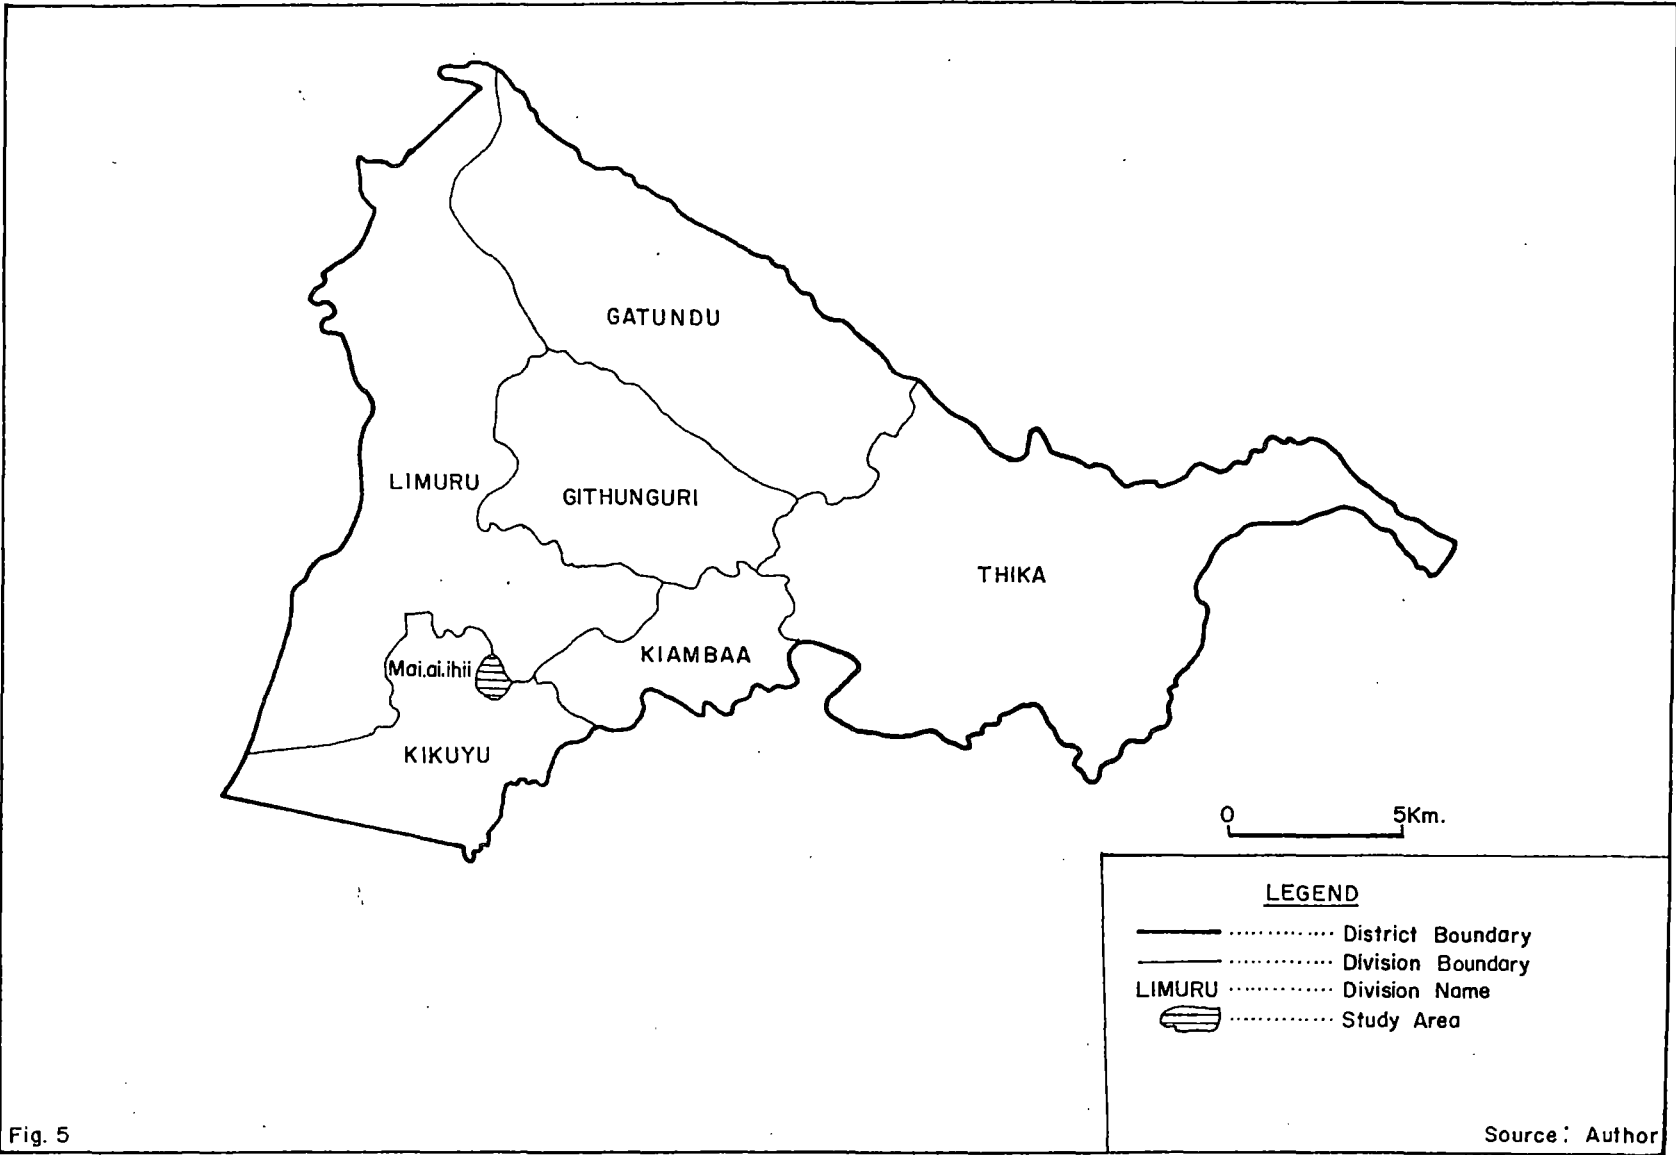 GATUNDU
LIMURU
GITHUNGURI
THIKA
KIAMBAA
Mai.ai.ihii
KIKUYU
0 5Km.
LEGEND
District Boundary
Division Boundary
LIMURU Division Name
Study Area
Fig. 5
Source: Author